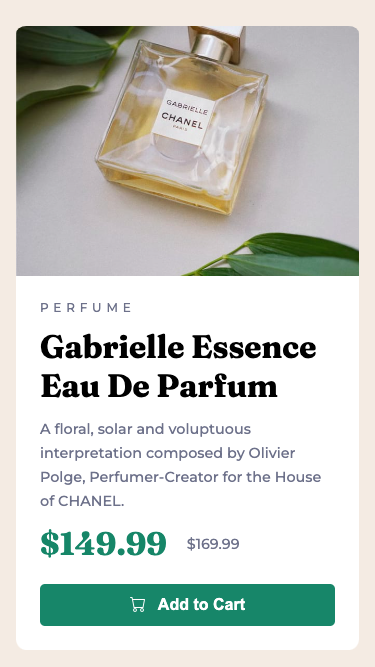 GABRIELLE
CHANEL
PARIS
PERFUME
Gabrielle Essence
Eau De Parfum
A floral, solar and voluptuous
interpretation composed by Olivier
Polge, Perfumer-Creator for the House
of CHANEL.
$149.99 $169.99
Add to Cart